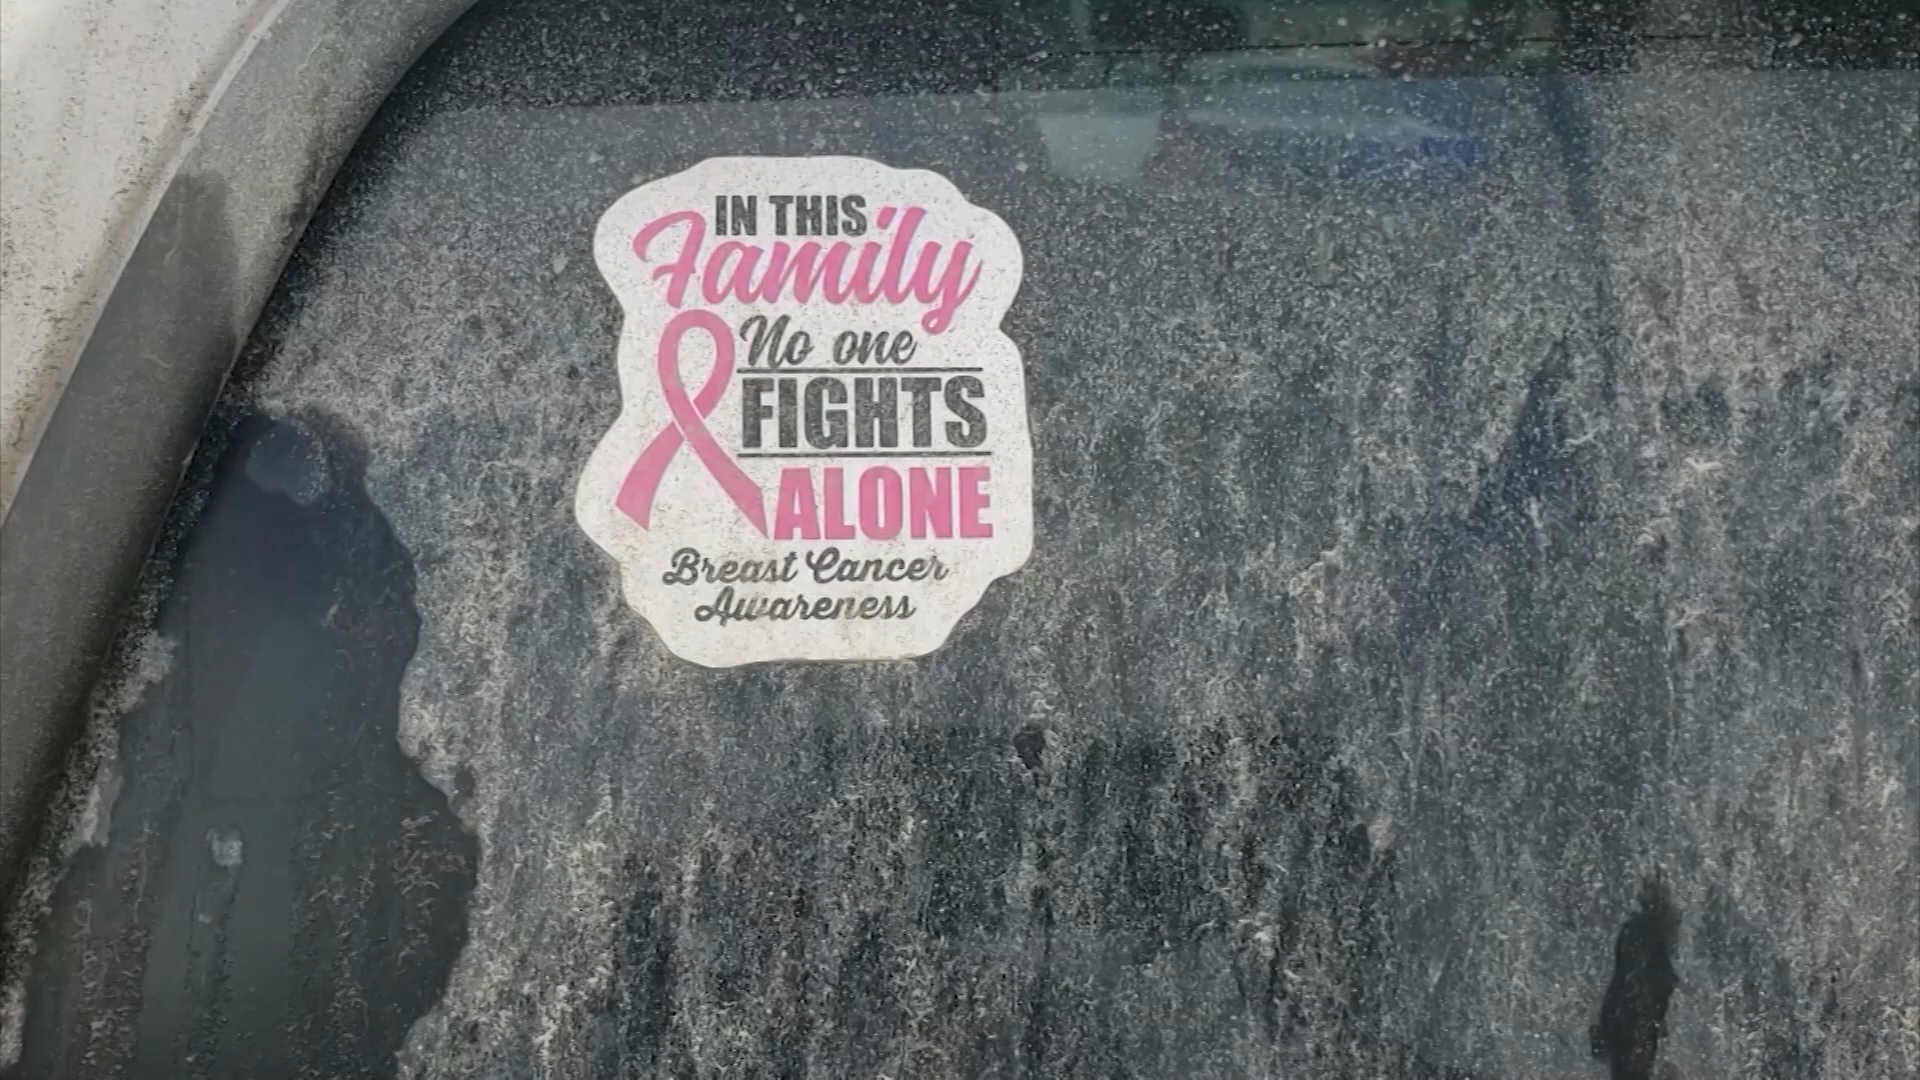 IN THIS
Family
No one
FIGHTS
ALONE
Breast Cancer
Awareness